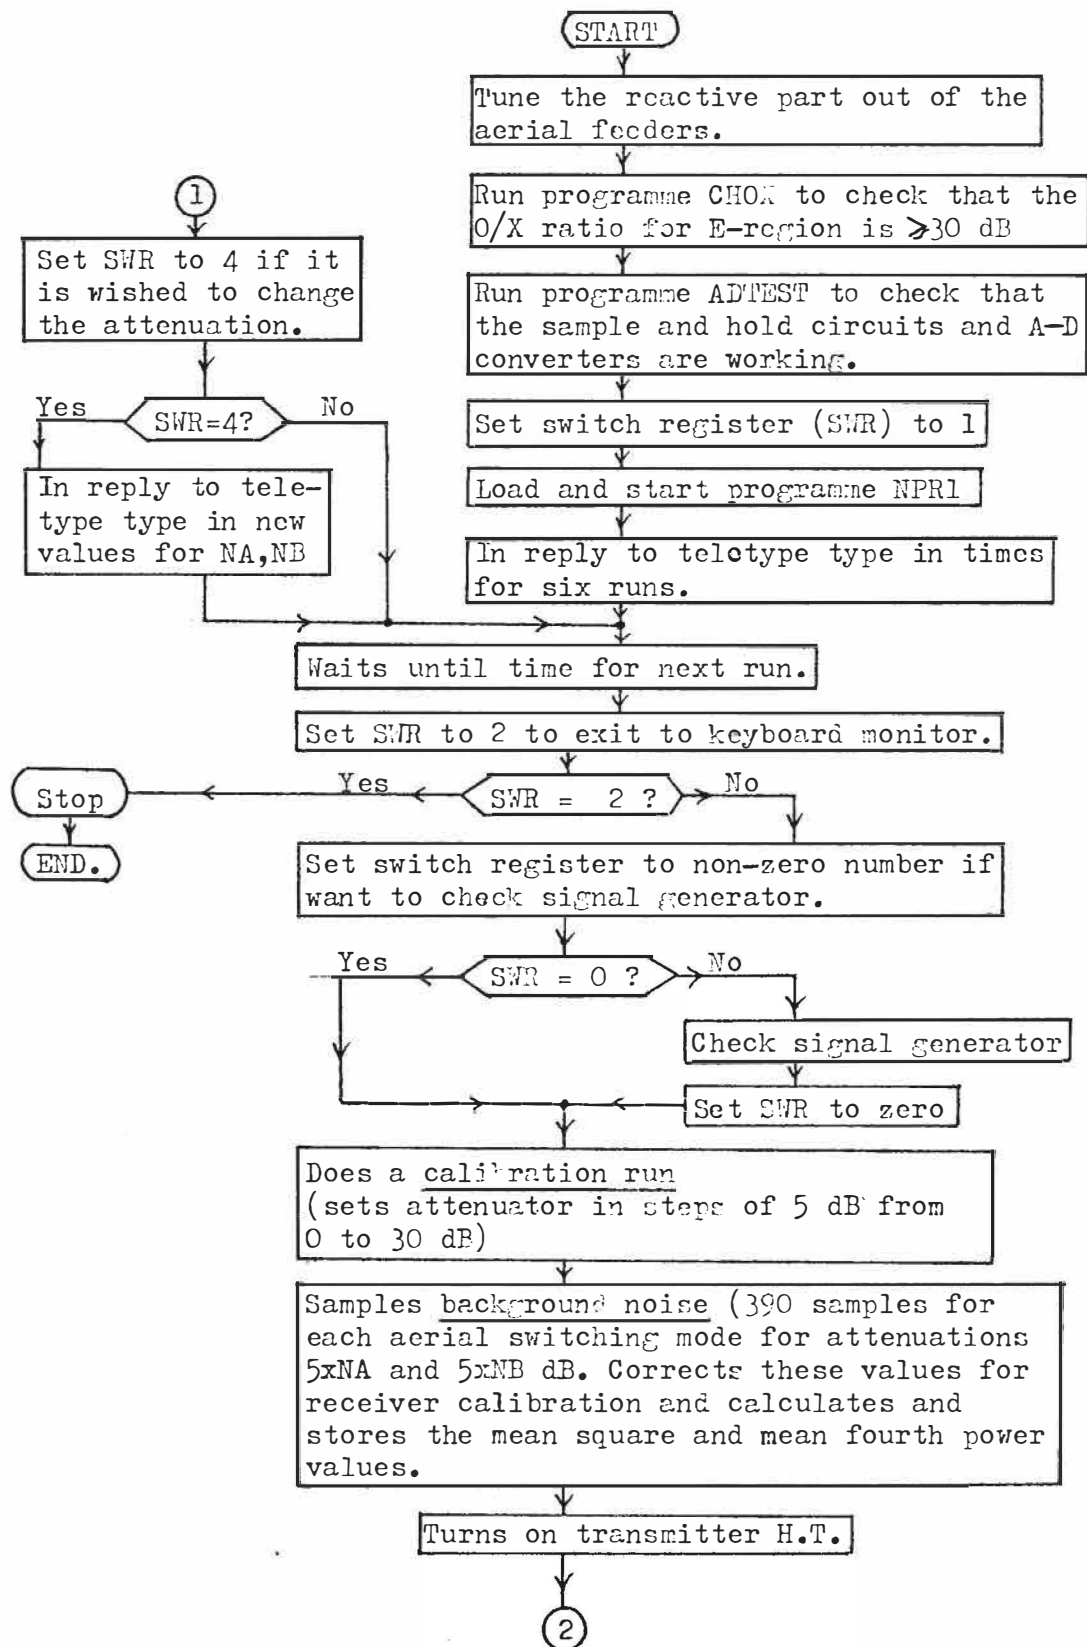 START
Tune the reactive part out of the
aerial feeders.
Run programme CHOX to check that the
O/X ratio for E-region is ⩾30 dB
Run programme ADTEST to check that
the sample and hold circuits and A-D
converters are working.
Set switch register (SWR) to 1
Load and start programme NPR1
In reply to teletype type in times
for six runs.
1
Set SWR to 4 if it
is wished to change
the attenuation.
Yes
SWR=4?
No
In reply to tele-
type type in new
values for NA,NB
Waits until time for next run.
Set SWR to 2 to exit to keyboard monitor.
Stop
Yes
SWR = 2 ?
No
END.
Set switch register to non-zero number if
want to check signal generator.
Yes
SWR = 0 ?
No
Check signal generator
Set SWR to zero
Does a calibration run
(sets attenuator in steps of 5 dB from
0 to 30 dB)
Samples background noise (390 samples for
each aerial switching mode for attenuations
5xNA and 5xNB dB. Corrects these values for
receiver calibration and calculates and
stores the mean square and mean fourth power
values.
Turns on transmitter H.T.
2